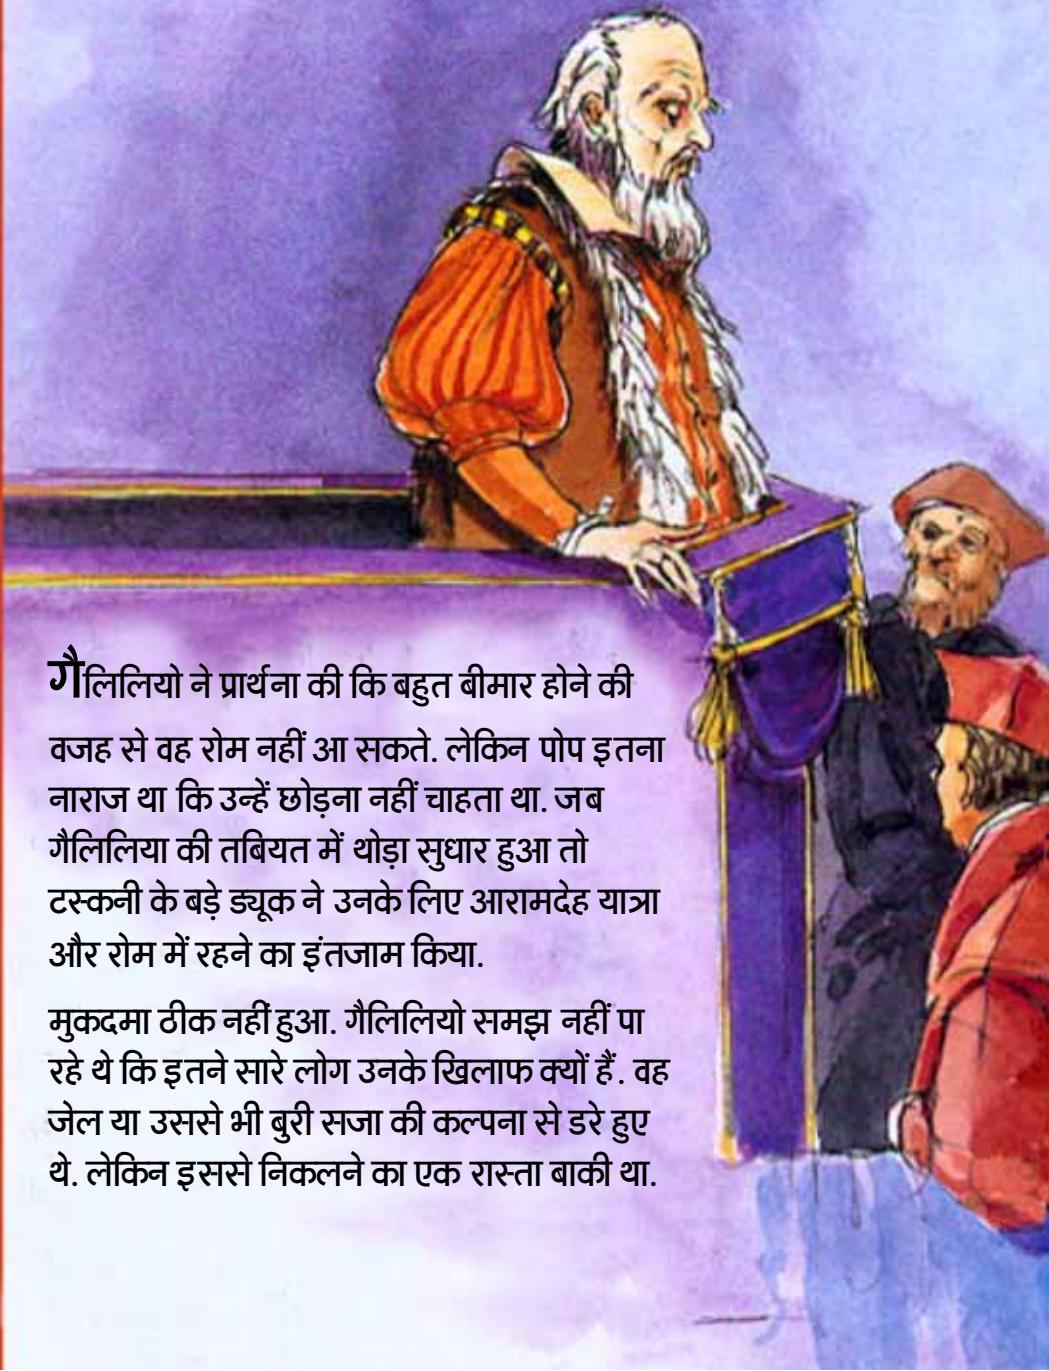 गैलिलियो ने प्रार्थना की कि बहुत बीमार होने की
वजह से वह रोम नहीं आ सकते. लेकिन पोप इतना
नाराज था कि उन्हें छोड़ना नहीं चाहता था. जब
गैलिलिया की तबियत में थोड़ा सुधार हुआ तो
टस्कनी के बड़े ड्यूक ने उनके लिए आरामदेह यात्रा
और रोम में रहने का इंतजाम किया.
मुकदमा ठीक नहीं हुआ. गैलिलियो समझ नहीं पा
रहे थे कि इतने सारे लोग उनके खिलाफ क्यों हैं. वह
जेल या उससे भी बुरी सजा की कल्पना से डरे हुए
थे. लेकिन इससे निकलने का एक रास्ता बाकी था.